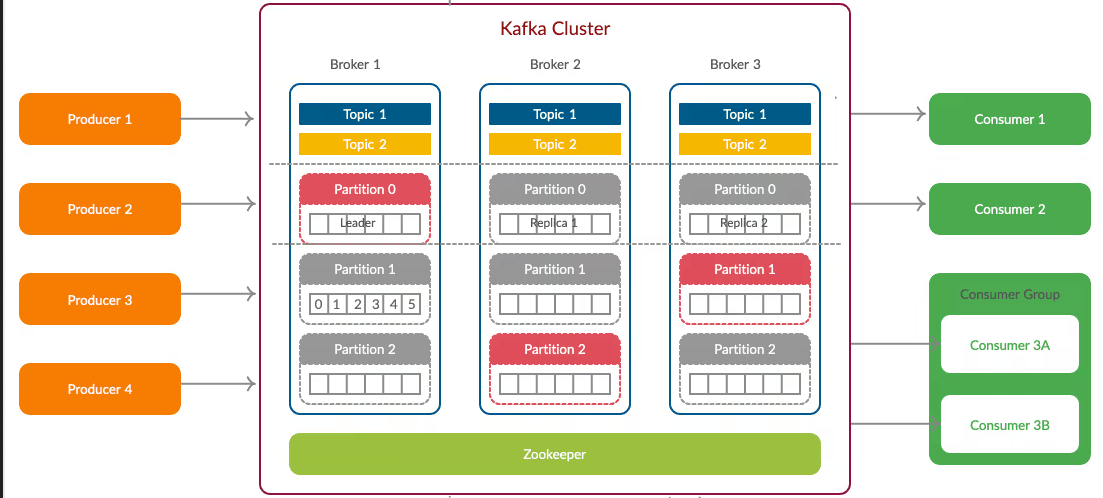 Kafka Cluster
Broker 1
Broker 2
Broker 3
Producer 1
Producer 2
Producer 3
Producer 4
Topic 1
Topic 2
Partition 0
Leader
Partition 1
0 1 2 3 4 5
Partition 2
Topic 1
Topic 2
Partition 0
Replica 1
Partition 1
Partition 2
Topic 1
Topic 2
Partition 0
Replica 2
Partition 1
Partition 2
Zookeeper
Consumer 1
Consumer 2
Consumer Group
Consumer 3A
Consumer 3B